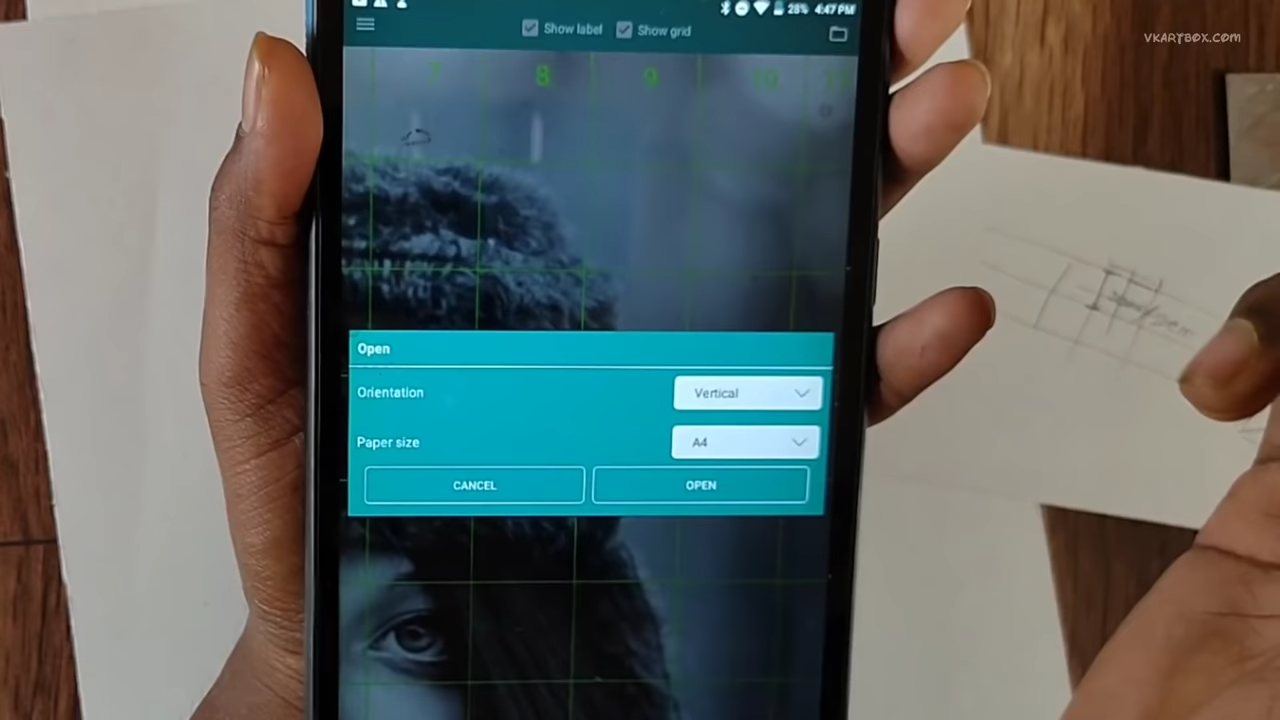 28% 4:47 PM
Show label Show grid
VKARTBOX.COM
7 8 9 10 11
Open
Orientation Vertical
Paper size A4
CANCEL OPEN